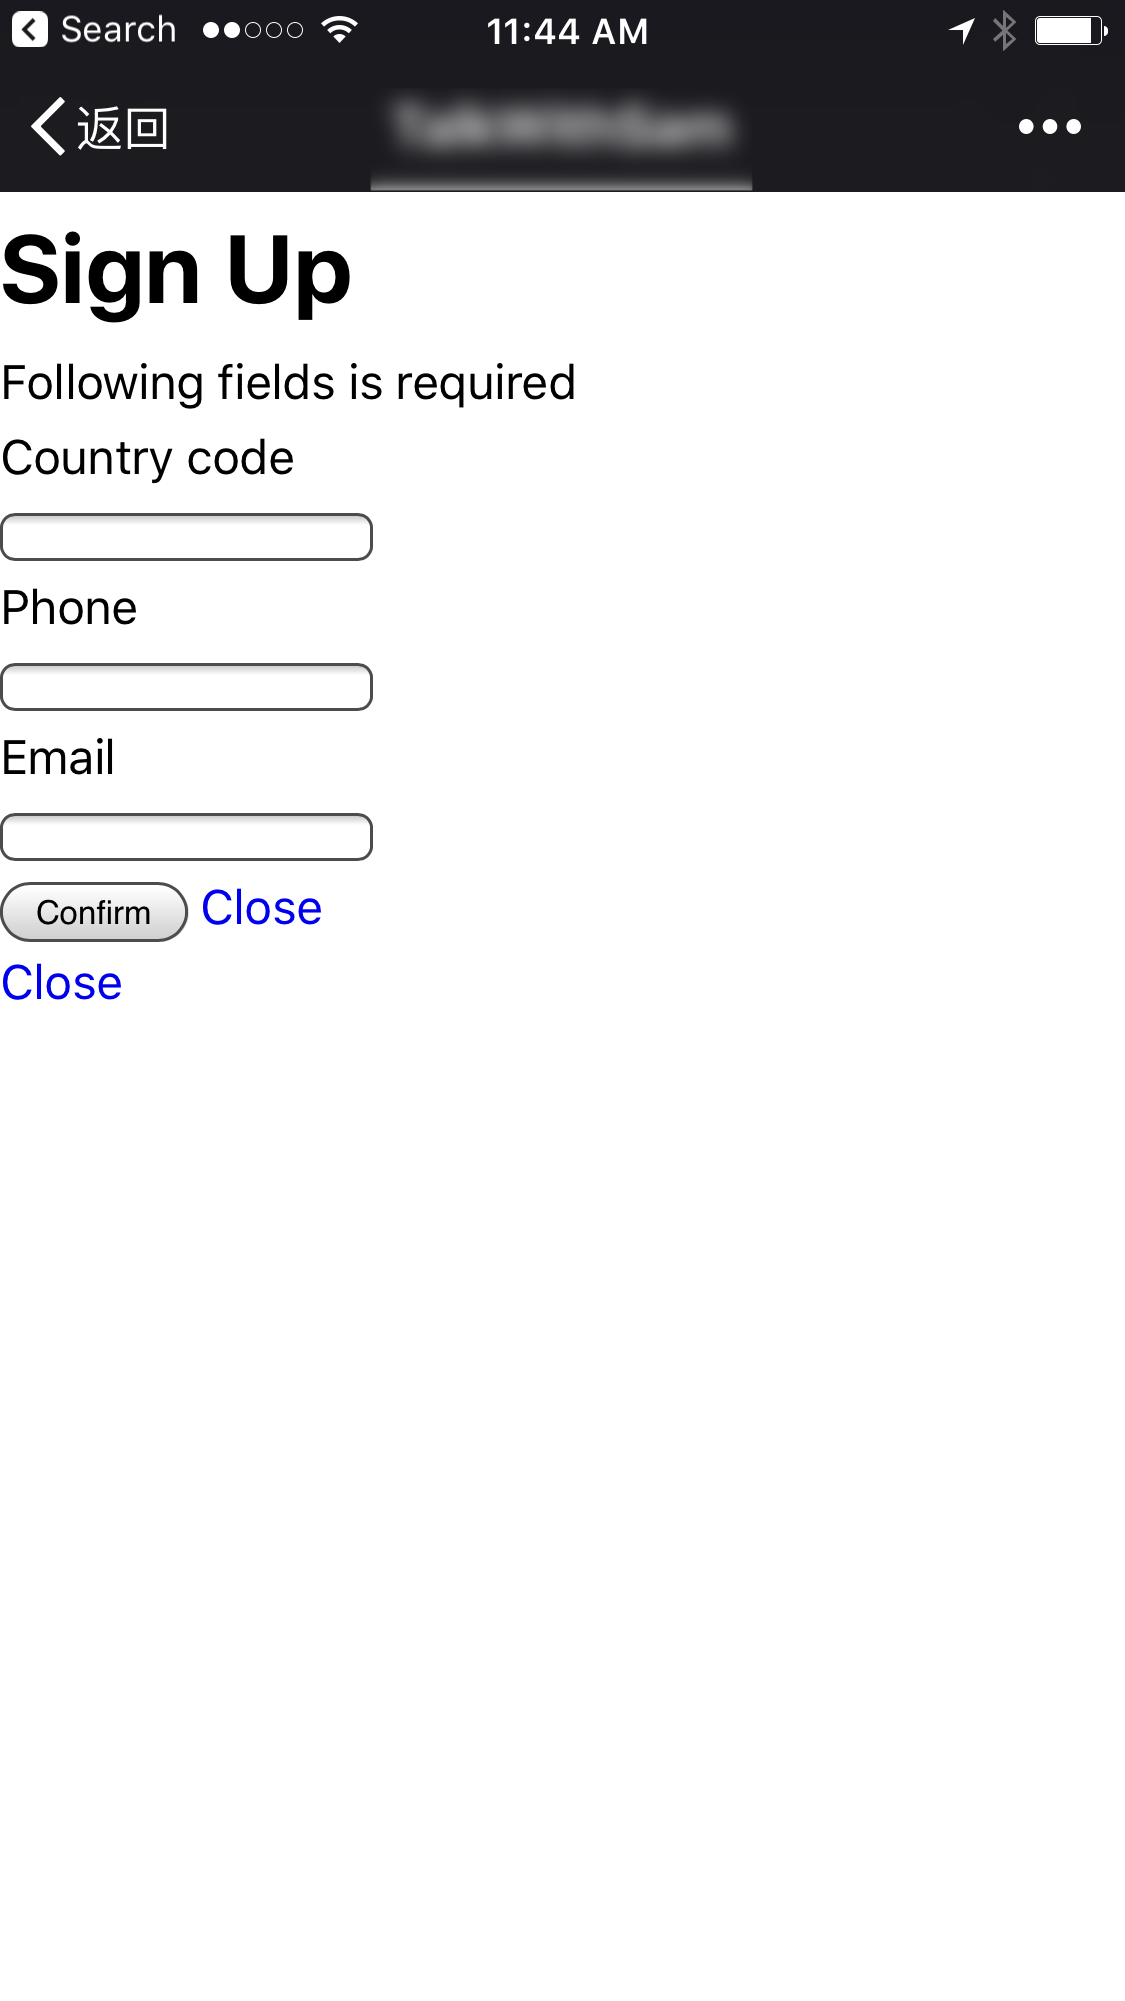 Search 11:44 AM
返回
Sign Up
Following fields is required
Country code
Phone
Email
Confirm Close
Close